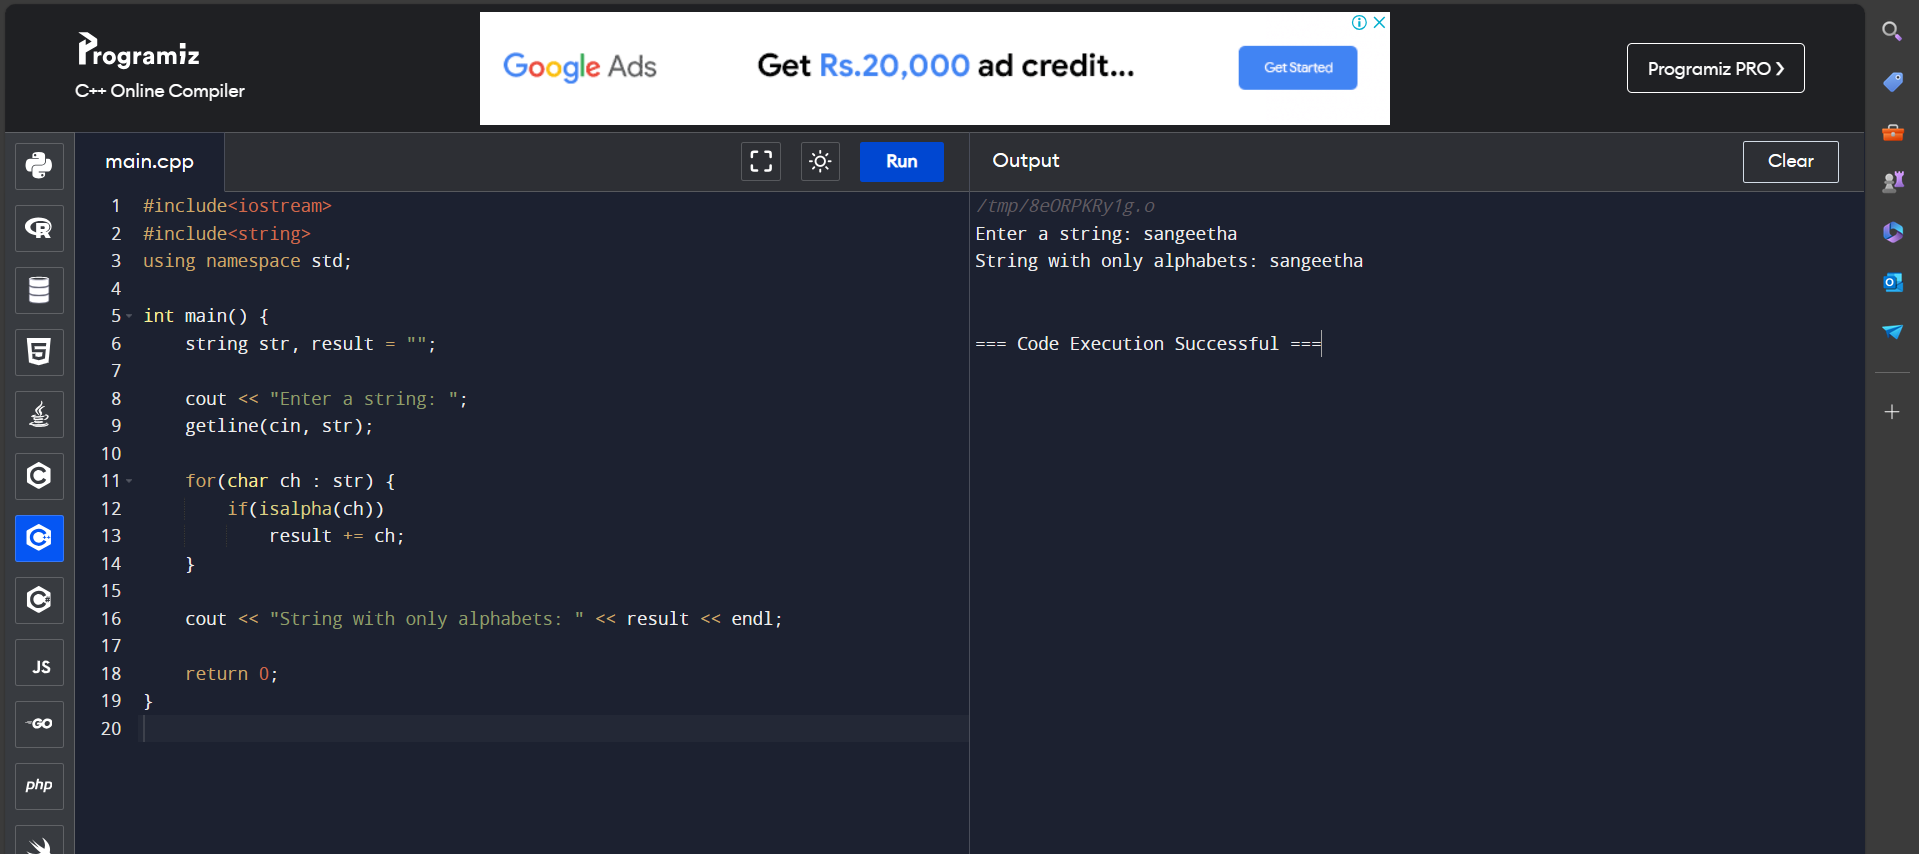 Programiz
C++ Online Compiler
Google Ads
Get Rs.20,000 ad credit...
Get Started
Programiz PRO ❯
main.cpp
Run
Output
Clear
1 #include<iostream>
2 #include<string>
3 using namespace std;
4
5 int main() {
6     string str, result = "";
7
8     cout << "Enter a string: ";
9     getline(cin, str);
10
11     for(char ch : str) {
12         if(isalpha(ch))
13             result += ch;
14     }
15
16     cout << "String with only alphabets: " << result << endl;
17
18     return 0;
19 }
20
/tmp/8eORPKRy1g.o
Enter a string: sangeetha
String with only alphabets: sangeetha
=== Code Execution Successful ===
R
5
C
C++
C#
JS
GO
php